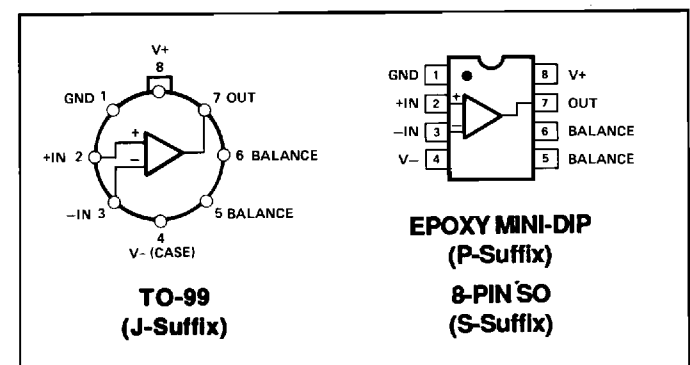 V+
8
GND 1
7 OUT
+IN 2
+
−
6 BALANCE
−IN 3
5 BALANCE
4
V- (CASE)
TO-99
(J-Suffix)
GND 1
8 V+
+IN 2
+
7 OUT
−IN 3
−
6 BALANCE
V− 4
5 BALANCE
EPOXY MINI-DIP
(P-Suffix)
8-PIN SO
(S-Suffix)